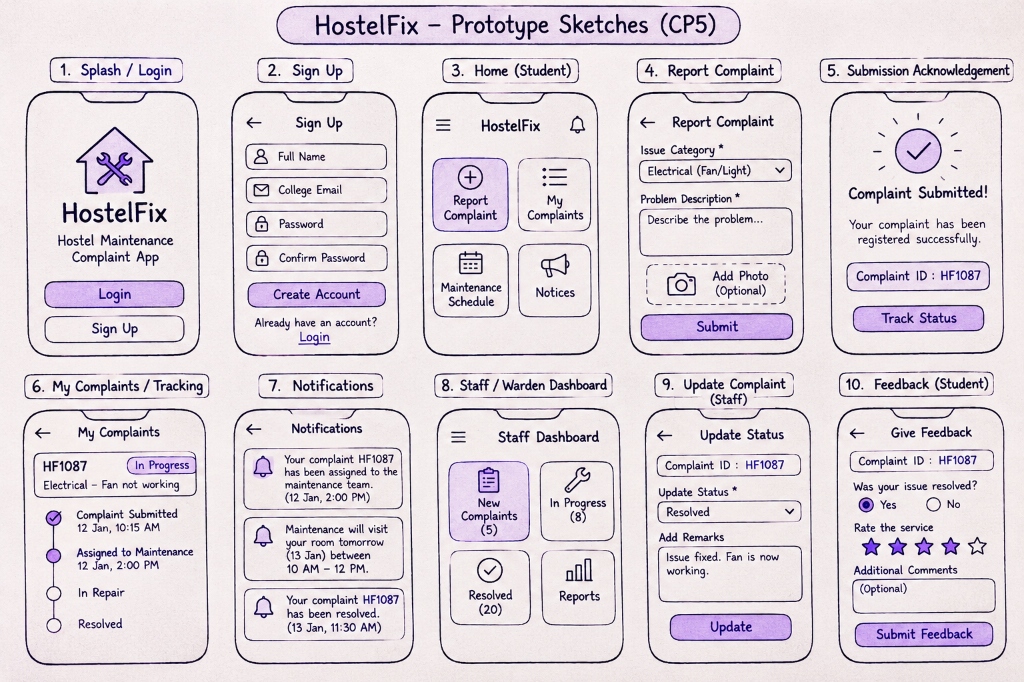 HostelFix – Prototype Sketches (CP5)
1. Splash / Login
HostelFix
Hostel Maintenance
Complaint App
Login
Sign Up
2. Sign Up
Sign Up
Full Name
College Email
Password
Confirm Password
Create Account
Already have an account?
Login
3. Home (Student)
HostelFix
Report
Complaint
My
Complaints
Maintenance
Schedule
Notices
4. Report Complaint
Report Complaint
Issue Category *
Electrical (Fan/Light)
Problem Description *
Describe the problem...
Add Photo
(Optional)
Submit
5. Submission Acknowledgement
Complaint Submitted!
Your complaint has been
registered successfully.
Complaint ID : HF1087
Track Status
6. My Complaints / Tracking
My Complaints
HF1087
In Progress
Electrical – Fan not working
Complaint Submitted
12 Jan, 10:15 AM
Assigned to Maintenance
12 Jan, 2:00 PM
In Repair
Resolved
7. Notifications
Notifications
Your complaint HF1087
has been assigned to the
maintenance team.
(12 Jan, 2:00 PM)
Maintenance will visit
your room tomorrow
(13 Jan) between
10 AM – 12 PM.
Your complaint HF1087
has been resolved.
(13 Jan, 11:30 AM)
8. Staff / Warden Dashboard
Staff Dashboard
New
Complaints
(5)
In Progress
(8)
Resolved
(20)
Reports
9. Update Complaint
(Staff)
Update Status
Complaint ID : HF1087
Update Status *
Resolved
Add Remarks
Issue fixed. Fan is now
working.
Update
10. Feedback (Student)
Give Feedback
Complaint ID : HF1087
Was your issue resolved?
Yes
No
Rate the service
Additional Comments
(Optional)
Submit Feedback